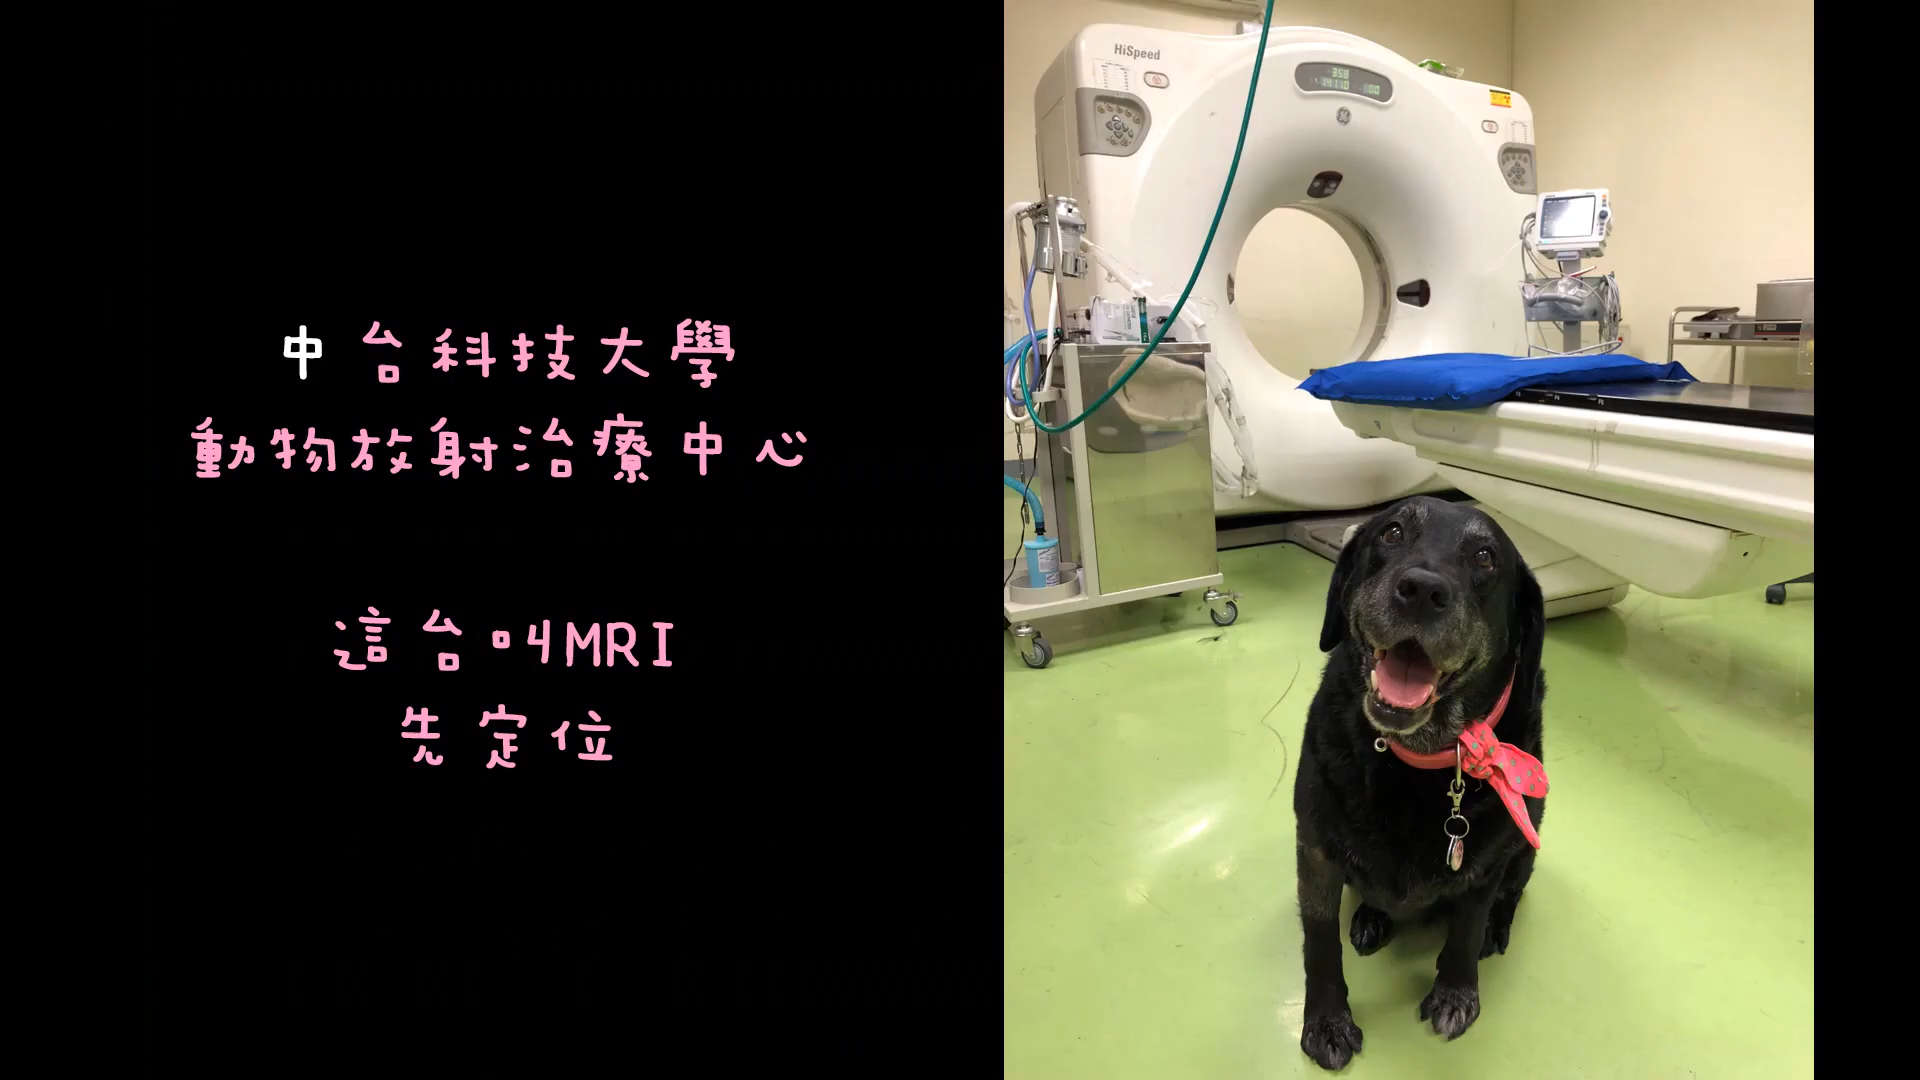 中台科技大學
動物放射治療中心
這台叫MRI
先定位
HiSpeed